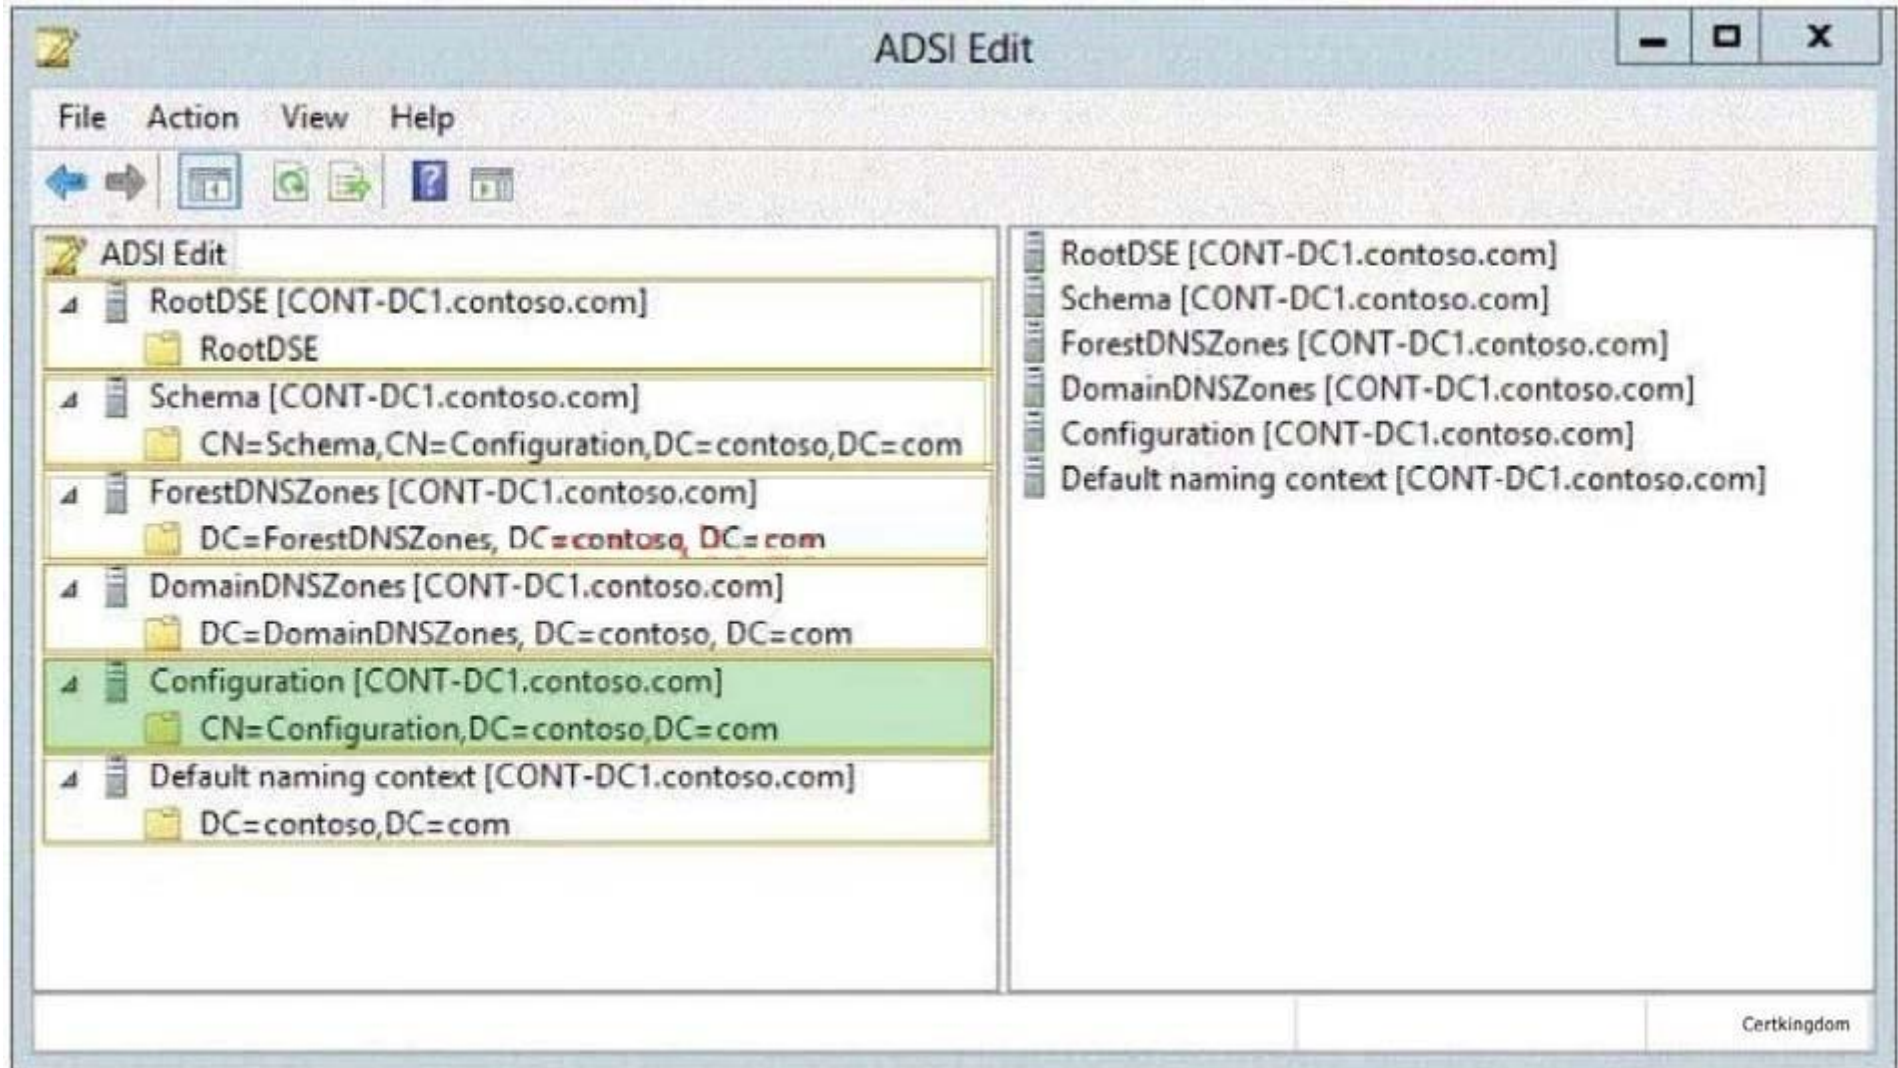 ADSI Edit
File Action View Help
ADSI Edit
RootDSE [CONT-DC1.contoso.com]
RootDSE
Schema [CONT-DC1.contoso.com]
CN=Schema,CN=Configuration,DC=contoso,DC=com
ForestDNSZones [CONT-DC1.contoso.com]
DC=ForestDNSZones, DC=contoso, DC=com
DomainDNSZones [CONT-DC1.contoso.com]
DC=DomainDNSZones, DC=contoso, DC=com
Configuration [CONT-DC1.contoso.com]
CN=Configuration,DC=contoso,DC=com
Default naming context [CONT-DC1.contoso.com]
DC=contoso,DC=com
RootDSE [CONT-DC1.contoso.com]
Schema [CONT-DC1.contoso.com]
ForestDNSZones [CONT-DC1.contoso.com]
DomainDNSZones [CONT-DC1.contoso.com]
Configuration [CONT-DC1.contoso.com]
Default naming context [CONT-DC1.contoso.com]
Certkingdom